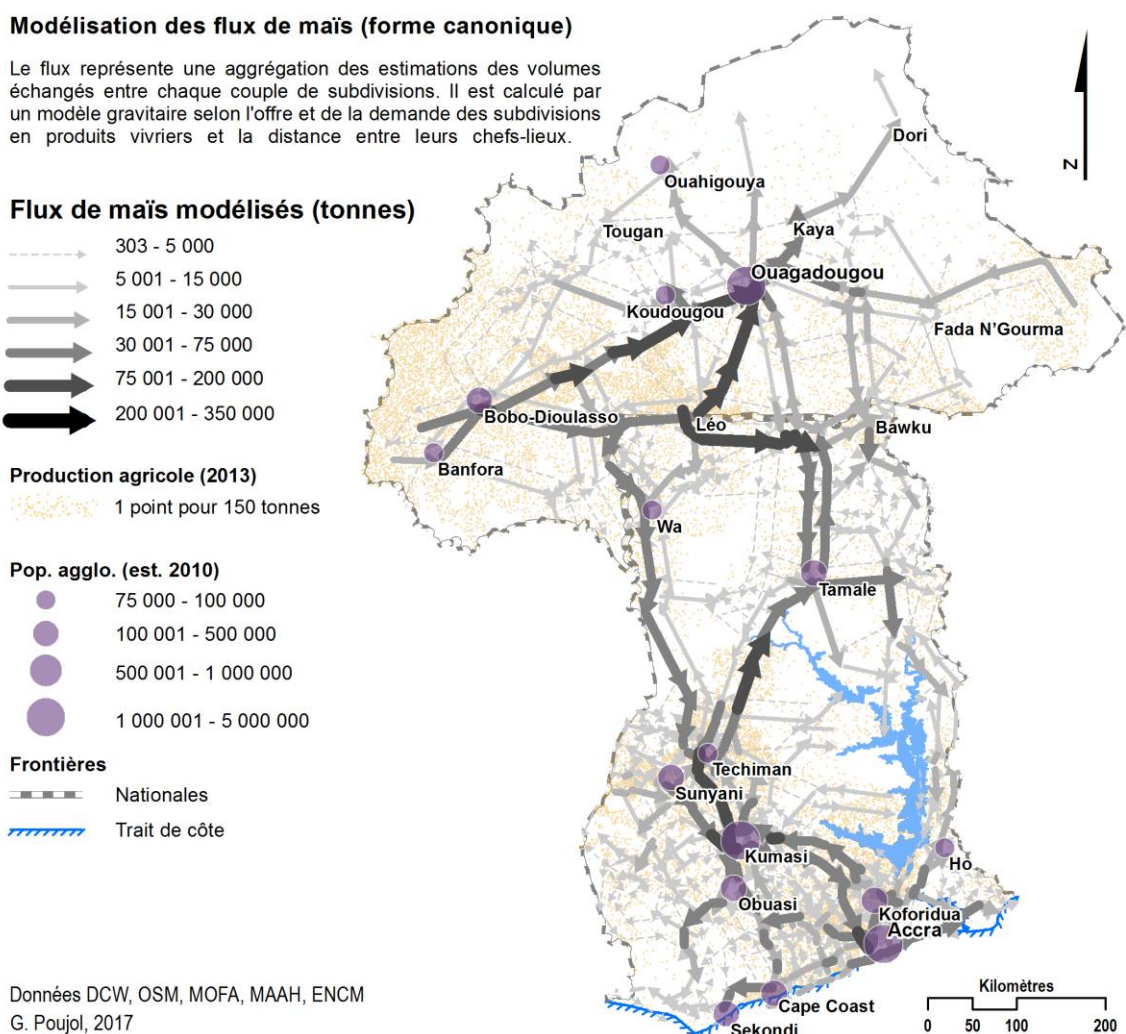 Modélisation des flux de maïs (forme canonique)
Le flux représente une aggrégation des estimations des volumes
échangés entre chaque couple de subdivisions. Il est calculé par
un modèle gravitaire selon l'offre et de la demande des subdivisions
en produits vivriers et la distance entre leurs chefs-lieux.
Flux de maïs modélisés (tonnes)
303 - 5 000
5 001 - 15 000
15 001 - 30 000
30 001 - 75 000
75 001 - 200 000
200 001 - 350 000
Production agricole (2013)
1 point pour 150 tonnes
Pop. agglo. (est. 2010)
75 000 - 100 000
100 001 - 500 000
500 001 - 1 000 000
1 000 001 - 5 000 000
Frontières
Nationales
Trait de côte
Données DCW, OSM, MOFA, MAAH, ENCM
G. Poujol, 2017
N
Dori
Ouahigouya
Tougan
Kaya
Ouagadougou
Koudougou
Fada N'Gourma
Bobo-Dioulasso
Léo
Bawku
Banfora
Wa
Tamale
Techiman
Sunyani
Kumasi
Ho
Obuasi
Koforidua
Accra
Cape Coast
Sekondi
Kilomètres
0 50 100 200